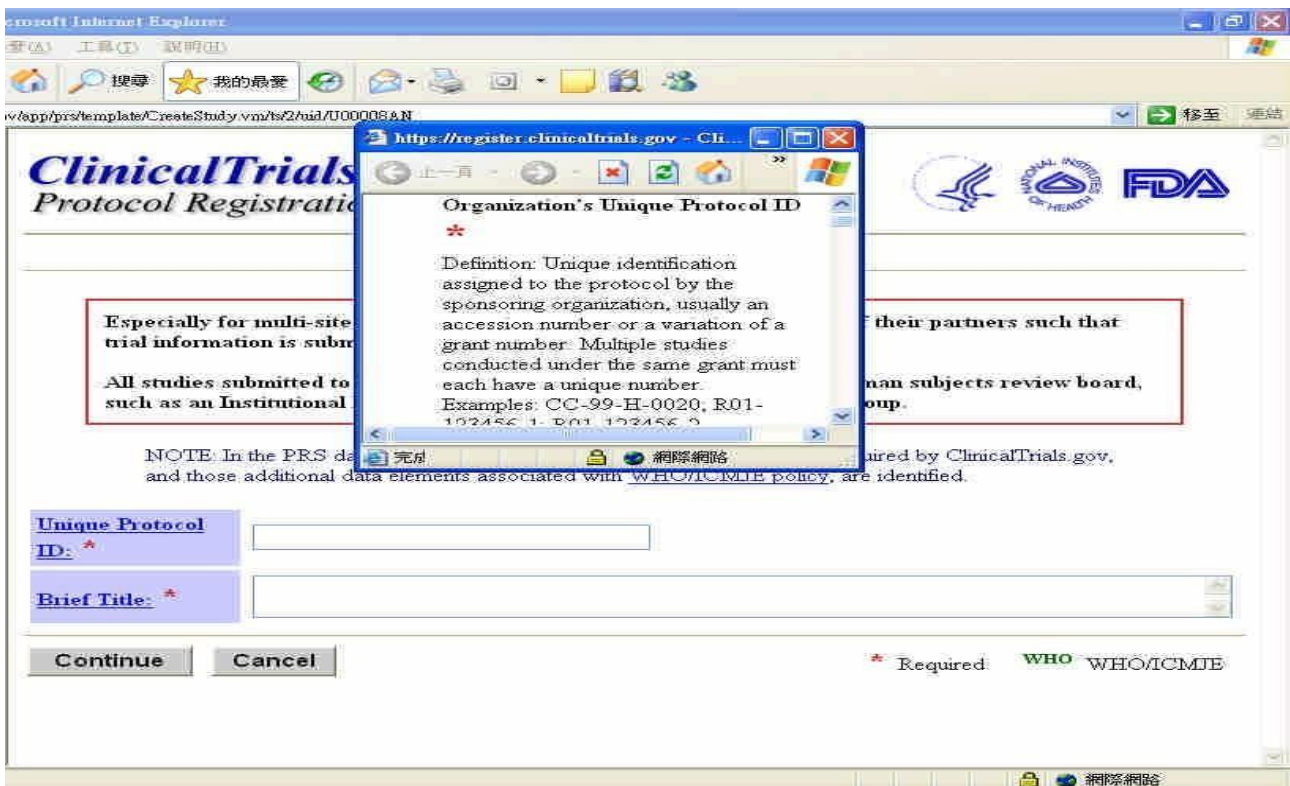 crosoft Internet Explorer
工具(T) 說明(H)
搜尋 我的最愛
v/app/prs/template/CreateStudy.vm/ts/2/uid/U00008AN
移至 連結
https://register.clinicaltrials.gov - Cli...
上一頁
ClinicalTrials
Protocol Registratio
FDA
Organization's Unique Protocol ID
*
Definition: Unique identification
assigned to the protocol by the
sponsoring organization, usually an
accession number or a variation of a
grant number. Multiple studies
conducted under the same grant must
each have a unique number.
Examples: CC-99-H-0020; R01-
123456-1; R01-123456-2
完成 網際網路
Especially for multi-site their partners such that
trial information is subm
All studies submitted to man subjects review board,
such as an Institutional oup.
NOTE: In the PRS da uired by ClinicalTrials.gov,
and those additional data elements associated with WHO/ICMJE policy, are identified.
Unique Protocol
ID: *
Brief Title: *
Continue Cancel
* Required WHO WHO/ICMJE
網際網路